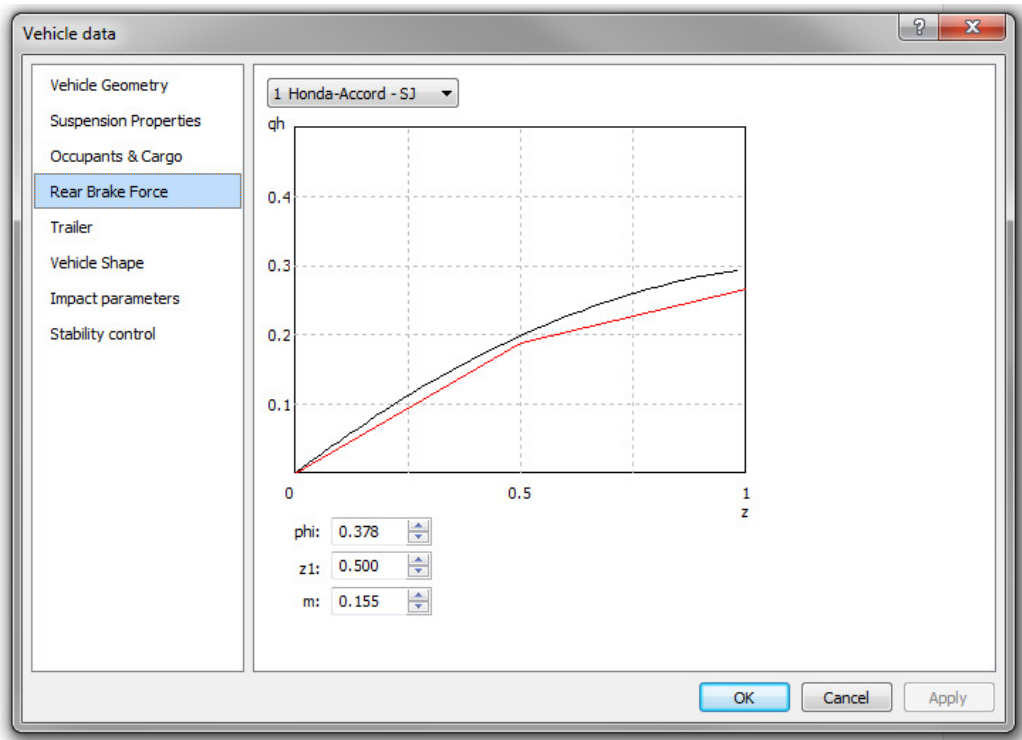 Vehicle data
?
Vehicle Geometry
Suspension Properties
Occupants & Cargo
Rear Brake Force
Trailer
Vehicle Shape
Impact parameters
Stability control
1 Honda-Accord - SJ
qh
0.4
0.3
0.2
0.1
0 0.5 1
z
phi: 0.378
z1: 0.500
m: 0.155
OK Cancel Apply